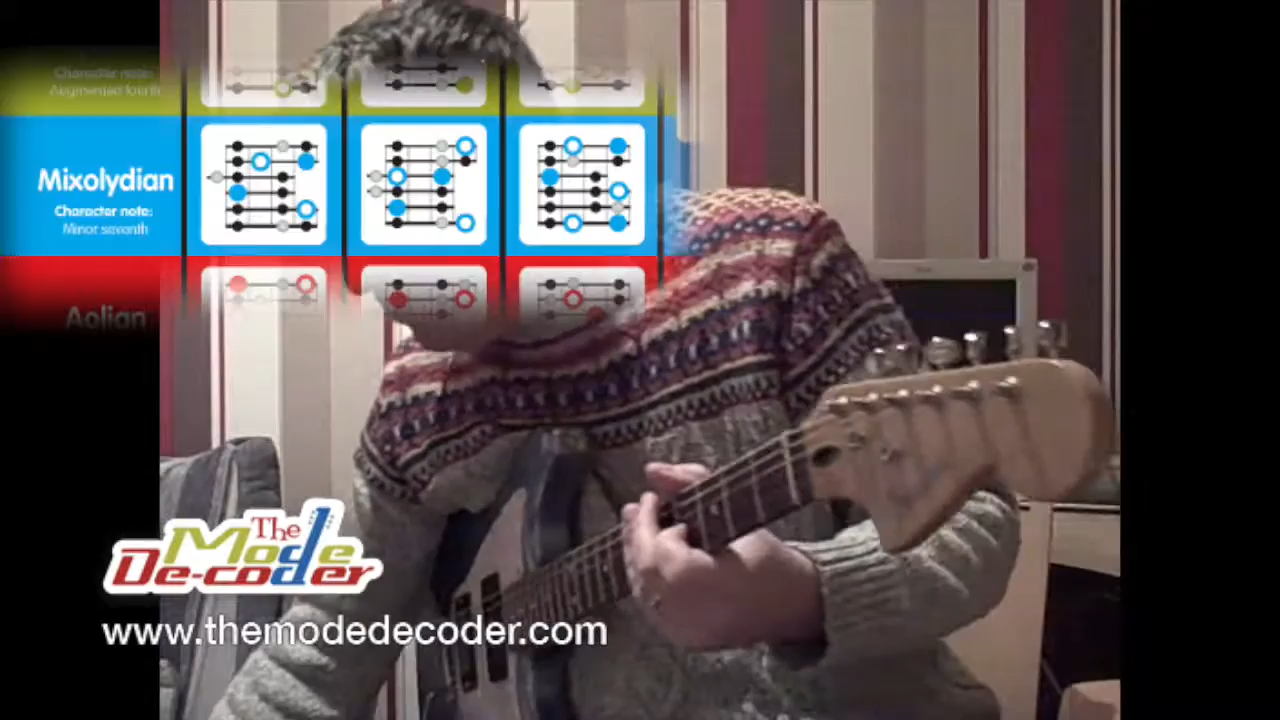 Character note:
Augmented fourth
Mixolydian
Character note:
Minor seventh
Aolian
The
Mode
De-coder
www.themodedecoder.com